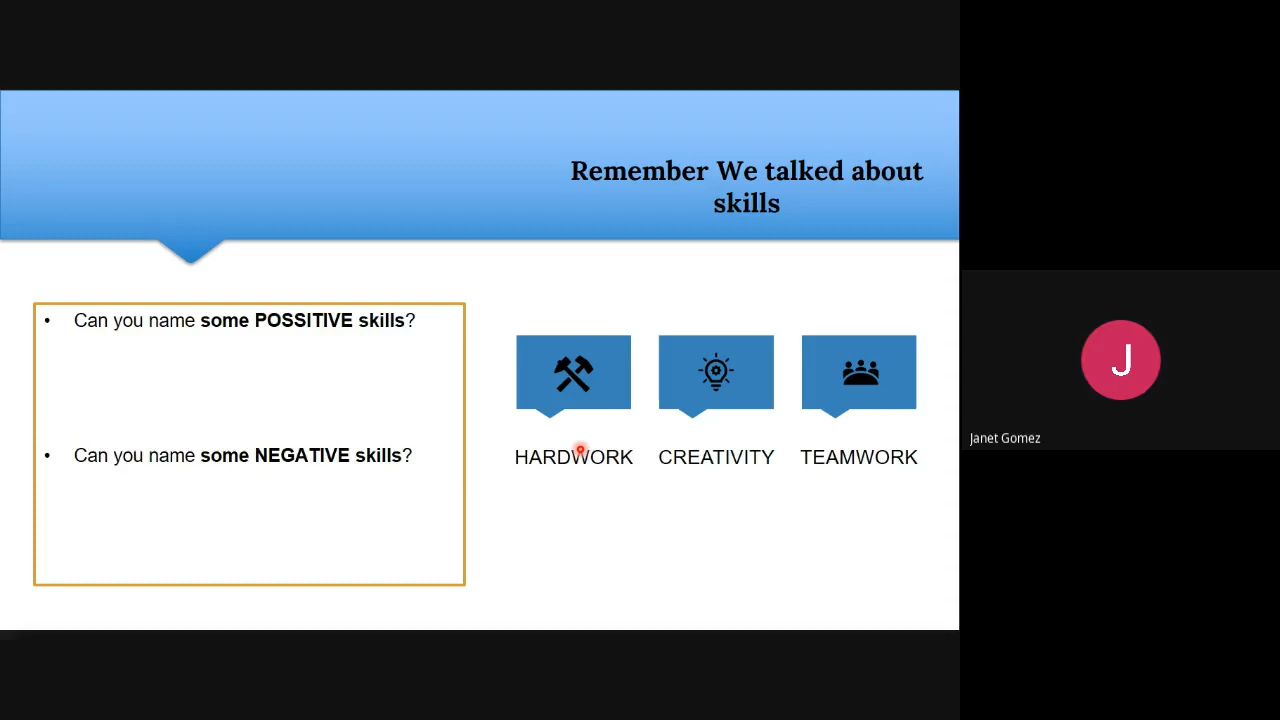 Remember We talked about
skills
• Can you name some POSSITIVE skills?
• Can you name some NEGATIVE skills?
HARDWORK
CREATIVITY
TEAMWORK
J
Janet Gomez